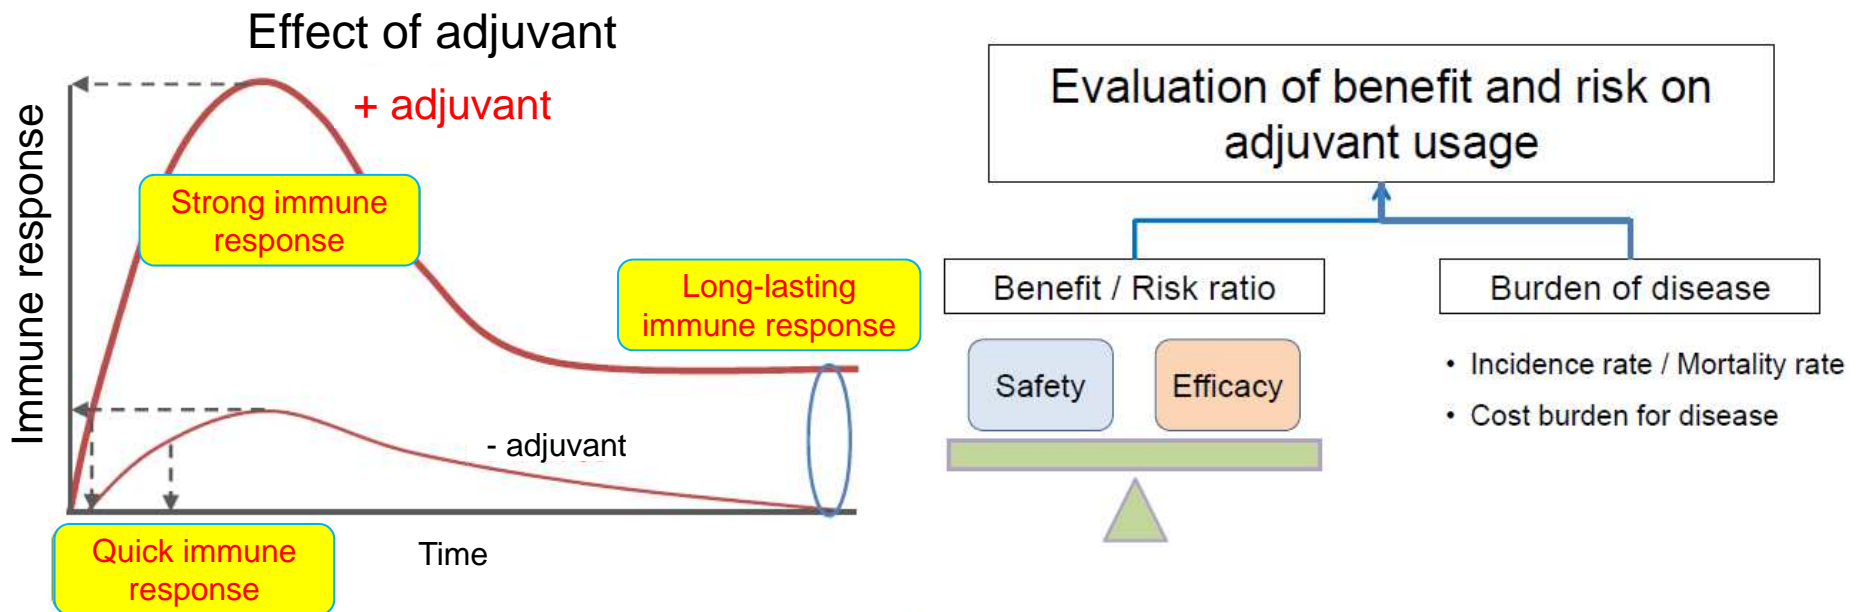 Effect of adjuvant
+ adjuvant
Immune response
Strong immune
response
Long-lasting
immune response
- adjuvant
Quick immune
response
Time
Evaluation of benefit and risk on
adjuvant usage
Benefit / Risk ratio
Burden of disease
Safety
Efficacy
• Incidence rate / Mortality rate
• Cost burden for disease